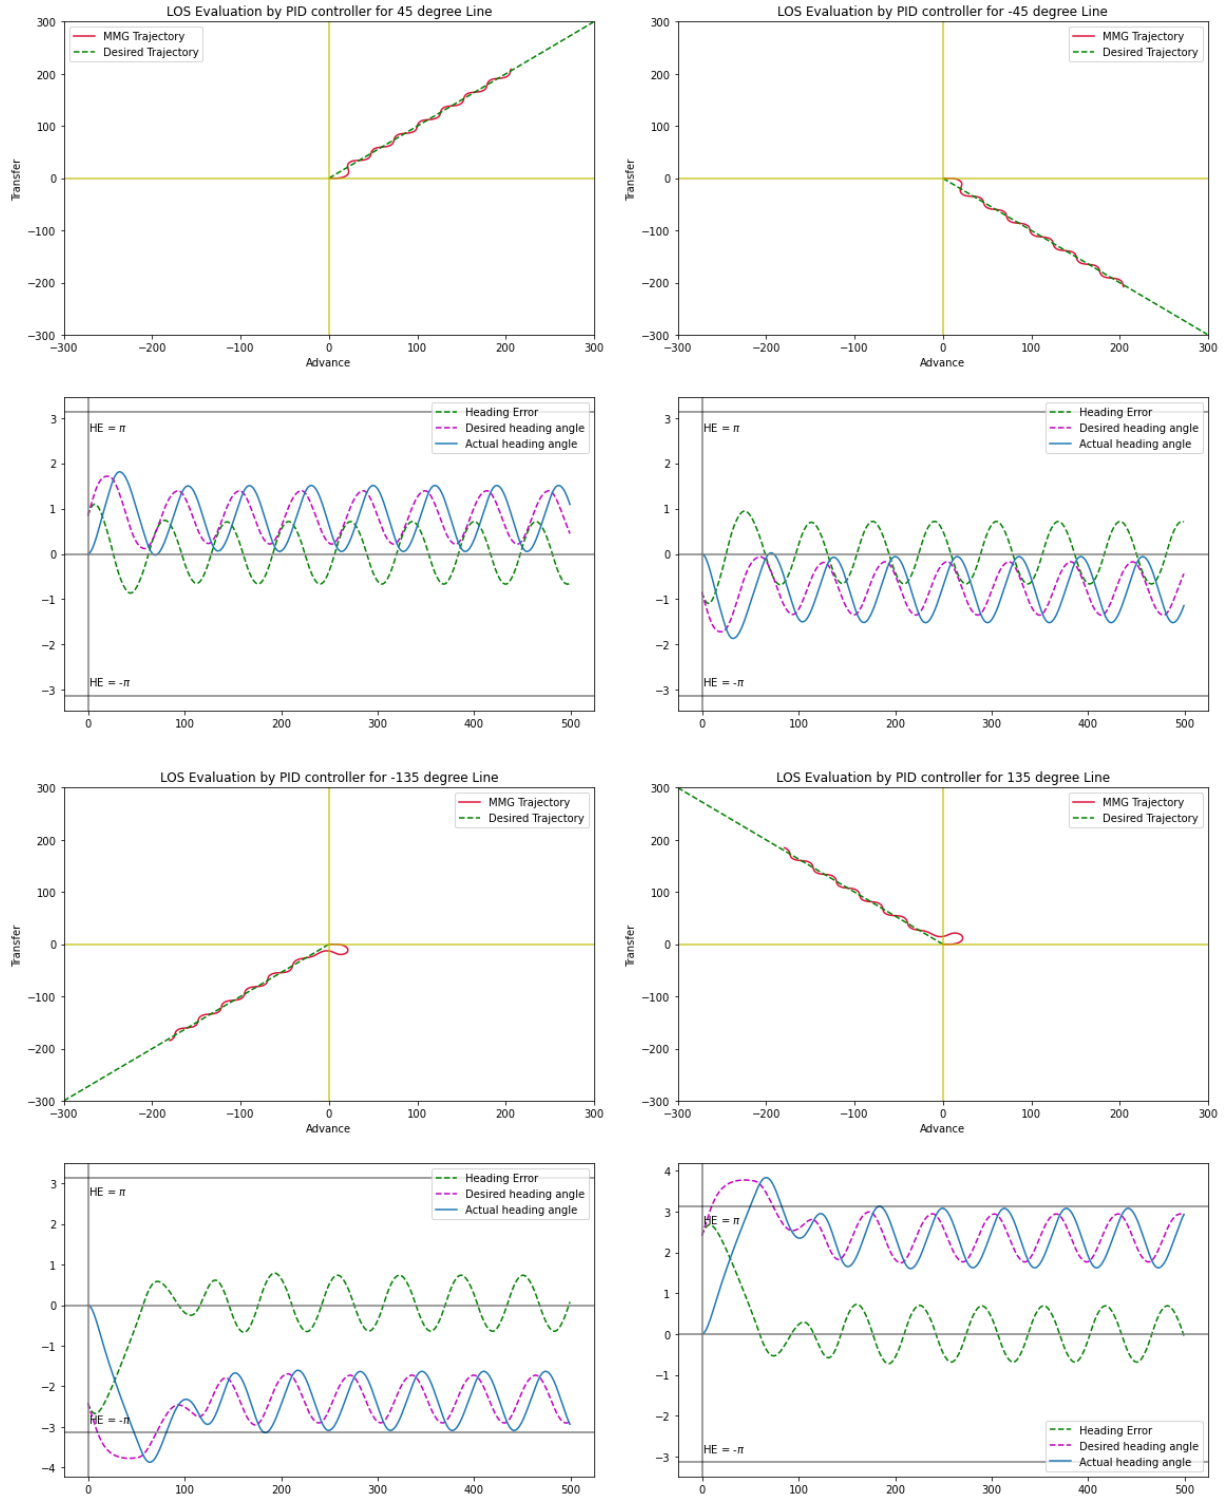 LOS Evaluation by PID controller for 45 degree Line
MMG Trajectory
Desired Trajectory
300
200
100
0
−100
−200
−300
Transfer
−300 −200 −100 0 100 200 300
Advance
LOS Evaluation by PID controller for -45 degree Line
MMG Trajectory
Desired Trajectory
300
200
100
0
−100
−200
−300
Transfer
−300 −200 −100 0 100 200 300
Advance
Heading Error
Desired heading angle
Actual heading angle
HE = π
HE = -π
3
2
1
0
−1
−2
−3
0 100 200 300 400 500
Heading Error
Desired heading angle
Actual heading angle
HE = π
HE = -π
3
2
1
0
−1
−2
−3
0 100 200 300 400 500
LOS Evaluation by PID controller for -135 degree Line
MMG Trajectory
Desired Trajectory
300
200
100
0
−100
−200
−300
Transfer
−300 −200 −100 0 100 200 300
Advance
LOS Evaluation by PID controller for 135 degree Line
MMG Trajectory
Desired Trajectory
300
200
100
0
−100
−200
−300
Transfer
−300 −200 −100 0 100 200 300
Advance
Heading Error
Desired heading angle
Actual heading angle
HE = π
HE = -π
3
2
1
0
−1
−2
−3
−4
0 100 200 300 400 500
4
3
2
1
0
−1
−2
−3
HE = π
HE = -π
Heading Error
Desired heading angle
Actual heading angle
0 100 200 300 400 500